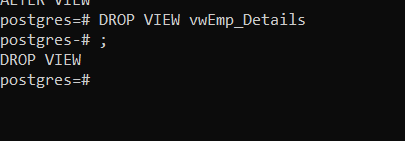 ALTER VIEW
postgres=# DROP VIEW vwEmp_Details
postgres-# ;
DROP VIEW
postgres=#